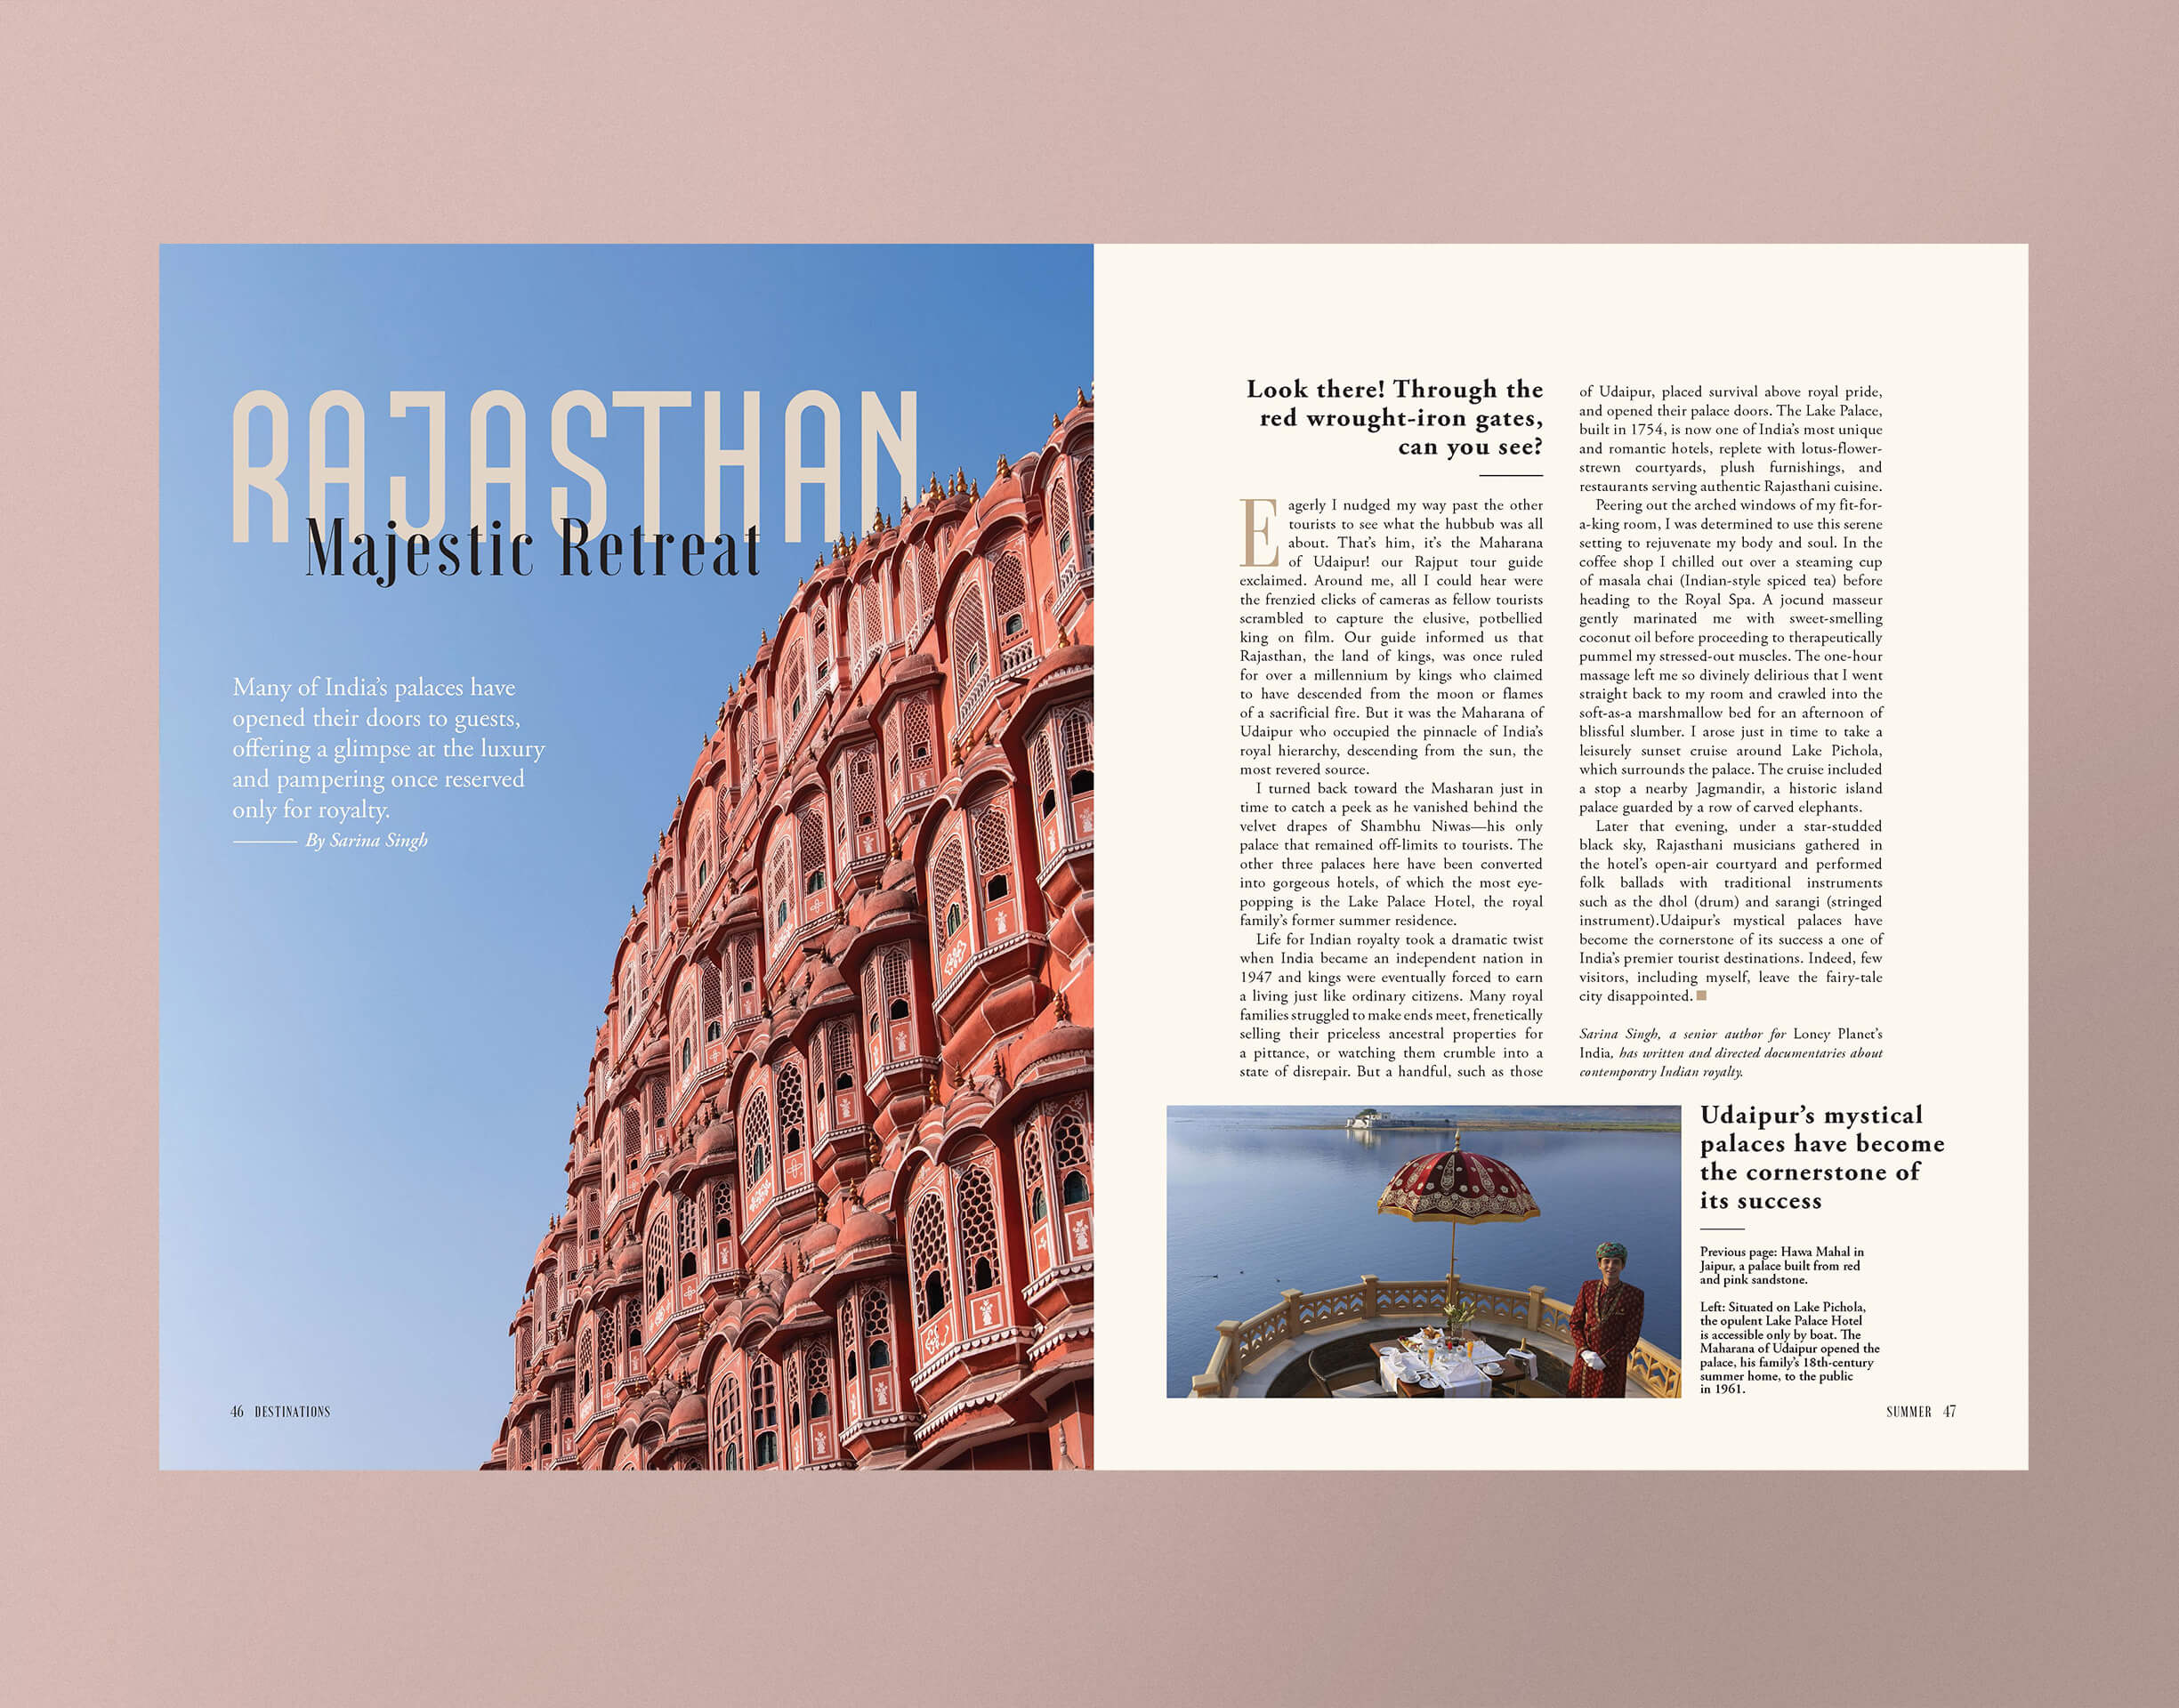 RAJASTHAN
Majestic Retreat
Many of India's palaces have
opened their doors to guests,
offering a glimpse at the luxury
and pampering once reserved
only for royalty.
By Sarina Singh
46 DESTINATIONS
Look there! Through the
red wrought-iron gates,
can you see?
Eagerly I nudged my way past the other
tourists to see what the hubbub was all
about. That's him, it's the Maharana
of Udaipur! our Rajput tour guide
exclaimed. Around me, all I could hear were
the frenzied clicks of cameras as fellow tourists
scrambled to capture the elusive, potbellied
king on film. Our guide informed us that
Rajasthan, the land of kings, was once ruled
for over a millennium by kings who claimed
to have descended from the moon or flames
of a sacrificial fire. But it was the Maharana of
Udaipur who occupied the pinnacle of India's
royal hierarchy, descending from the sun, the
most revered source.
I turned back toward the Masharan just in
time to catch a peek as he vanished behind the
velvet drapes of Shambhu Niwas—his only
palace that remained off-limits to tourists. The
other three palaces here have been converted
into gorgeous hotels, of which the most eye-
popping is the Lake Palace Hotel, the royal
family's former summer residence.
Life for Indian royalty took a dramatic twist
when India became an independent nation in
1947 and kings were eventually forced to earn
a living just like ordinary citizens. Many royal
families struggled to make ends meet, frenetically
selling their priceless ancestral properties for
a pittance, or watching them crumble into a
state of disrepair. But a handful, such as those
of Udaipur, placed survival above royal pride,
and opened their palace doors. The Lake Palace,
built in 1754, is now one of India's most unique
and romantic hotels, replete with lotus-flower-
strewn courtyards, plush furnishings, and
restaurants serving authentic Rajasthani cuisine.
Peering out the arched windows of my fit-for-
a-king room, I was determined to use this serene
setting to rejuvenate my body and soul. In the
coffee shop I chilled out over a steaming cup
of masala chai (Indian-style spiced tea) before
heading to the Royal Spa. A jocund masseur
gently marinated me with sweet-smelling
coconut oil before proceeding to therapeutically
pummel my stressed-out muscles. The one-hour
massage left me so divinely delirious that I went
straight back to my room and crawled into the
soft-as-a marshmallow bed for an afternoon of
blissful slumber. I arose just in time to take a
leisurely sunset cruise around Lake Pichola,
which surrounds the palace. The cruise included
a stop a nearby Jagmandir, a historic island
palace guarded by a row of carved elephants.
Later that evening, under a star-studded
black sky, Rajasthani musicians gathered in
the hotel's open-air courtyard and performed
folk ballads with traditional instruments
such as the dhol (drum) and sarangi (stringed
instrument).Udaipur's mystical palaces have
become the cornerstone of its success a one of
India's premier tourist destinations. Indeed, few
visitors, including myself, leave the fairy-tale
city disappointed.
Sarina Singh, a senior author for Loney Planet's
India, has written and directed documentaries about
contemporary Indian royalty.
Udaipur's mystical
palaces have become
the cornerstone of
its success
Previous page: Hawa Mahal in
Jaipur, a palace built from red
and pink sandstone.
Left: Situated on Lake Pichola,
the opulent Lake Palace Hotel
is accessible only by boat. The
Maharana of Udaipur opened the
palace, his family's 18th-century
summer home, to the public
in 1961.
SUMMER 47